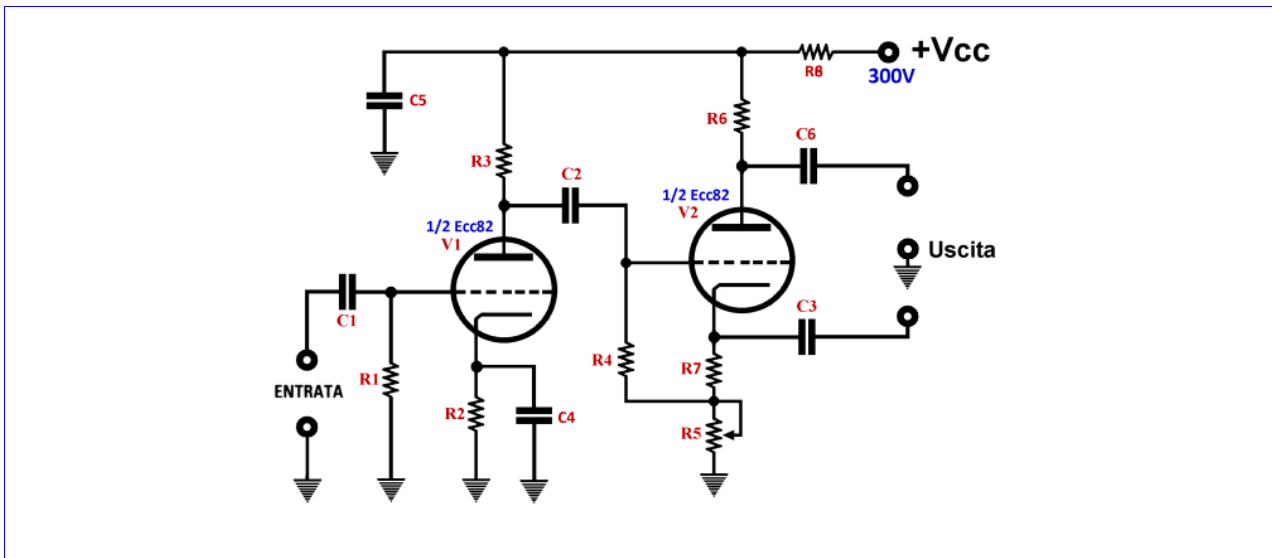 +Vcc
R8
300V
C5
R6
C6
R3
C2
1/2 Ecc82
V2
1/2 Ecc82
V1
Uscita
C1
C3
R4
R7
ENTRATA
R1
R2
C4
R5